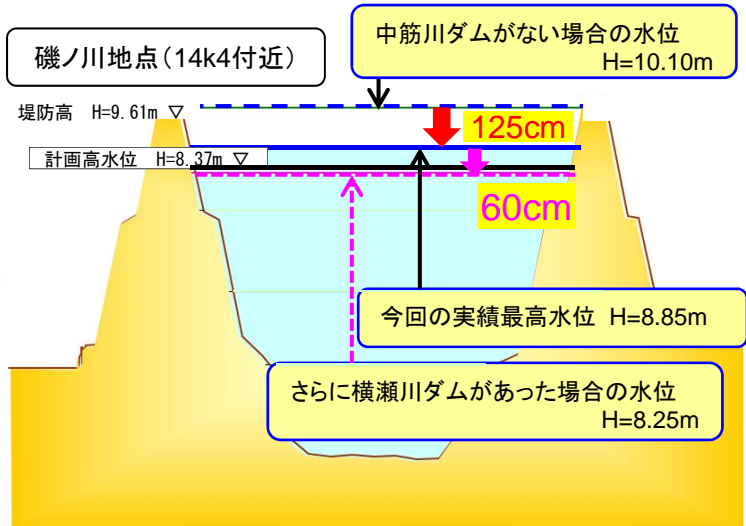 中筋川ダムがない場合の水位
H=10.10m
磯ノ川地点(14k4付近)
堤防高 H=9.61m ▽
125cm
計画高水位 H=8.37m ▽
60cm
今回の実績最高水位 H=8.85m
さらに横瀬川ダムがあった場合の水位
H=8.25m